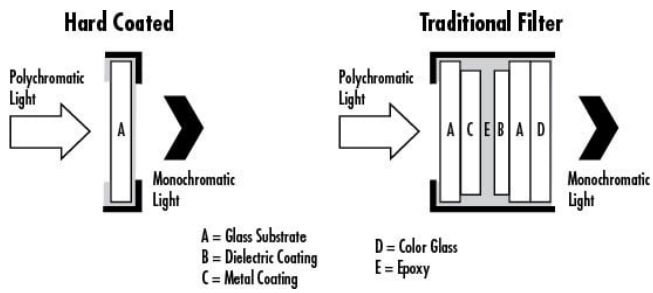 Hard Coated
Polychromatic
Light
A
Monochromatic
Light
Traditional Filter
Polychromatic
Light
A C E B A D
Monochromatic
Light
A = Glass Substrate
B = Dielectric Coating
C = Metal Coating
D = Color Glass
E = Epoxy